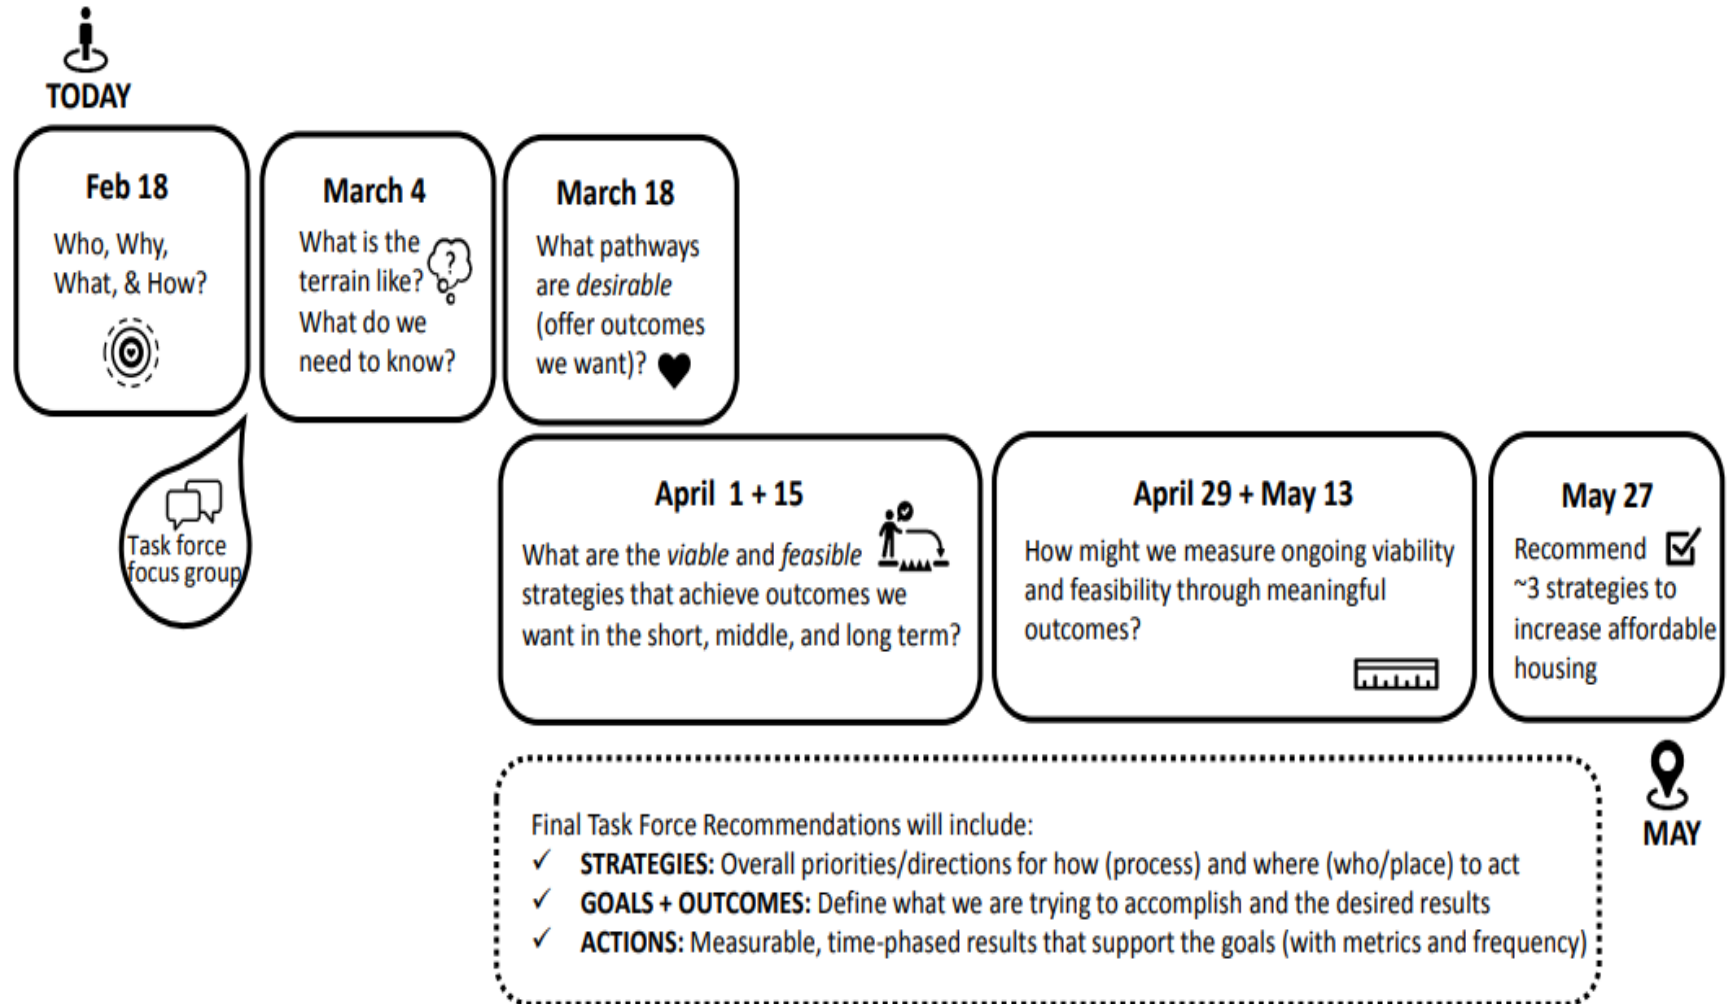 TODAY
Feb 18
Who, Why,
What, & How?
March 4
What is the
terrain like?
?
What do we
need to know?
March 18
What pathways
are desirable
(offer outcomes
we want)?
Task force
focus group
April 1 + 15
What are the viable and feasible
strategies that achieve outcomes we
want in the short, middle, and long term?
April 29 + May 13
How might we measure ongoing viability
and feasibility through meaningful
outcomes?
May 27
Recommend
~3 strategies to
increase affordable
housing
MAY
Final Task Force Recommendations will include:
✓ STRATEGIES: Overall priorities/directions for how (process) and where (who/place) to act
✓ GOALS + OUTCOMES: Define what we are trying to accomplish and the desired results
✓ ACTIONS: Measurable, time-phased results that support the goals (with metrics and frequency)